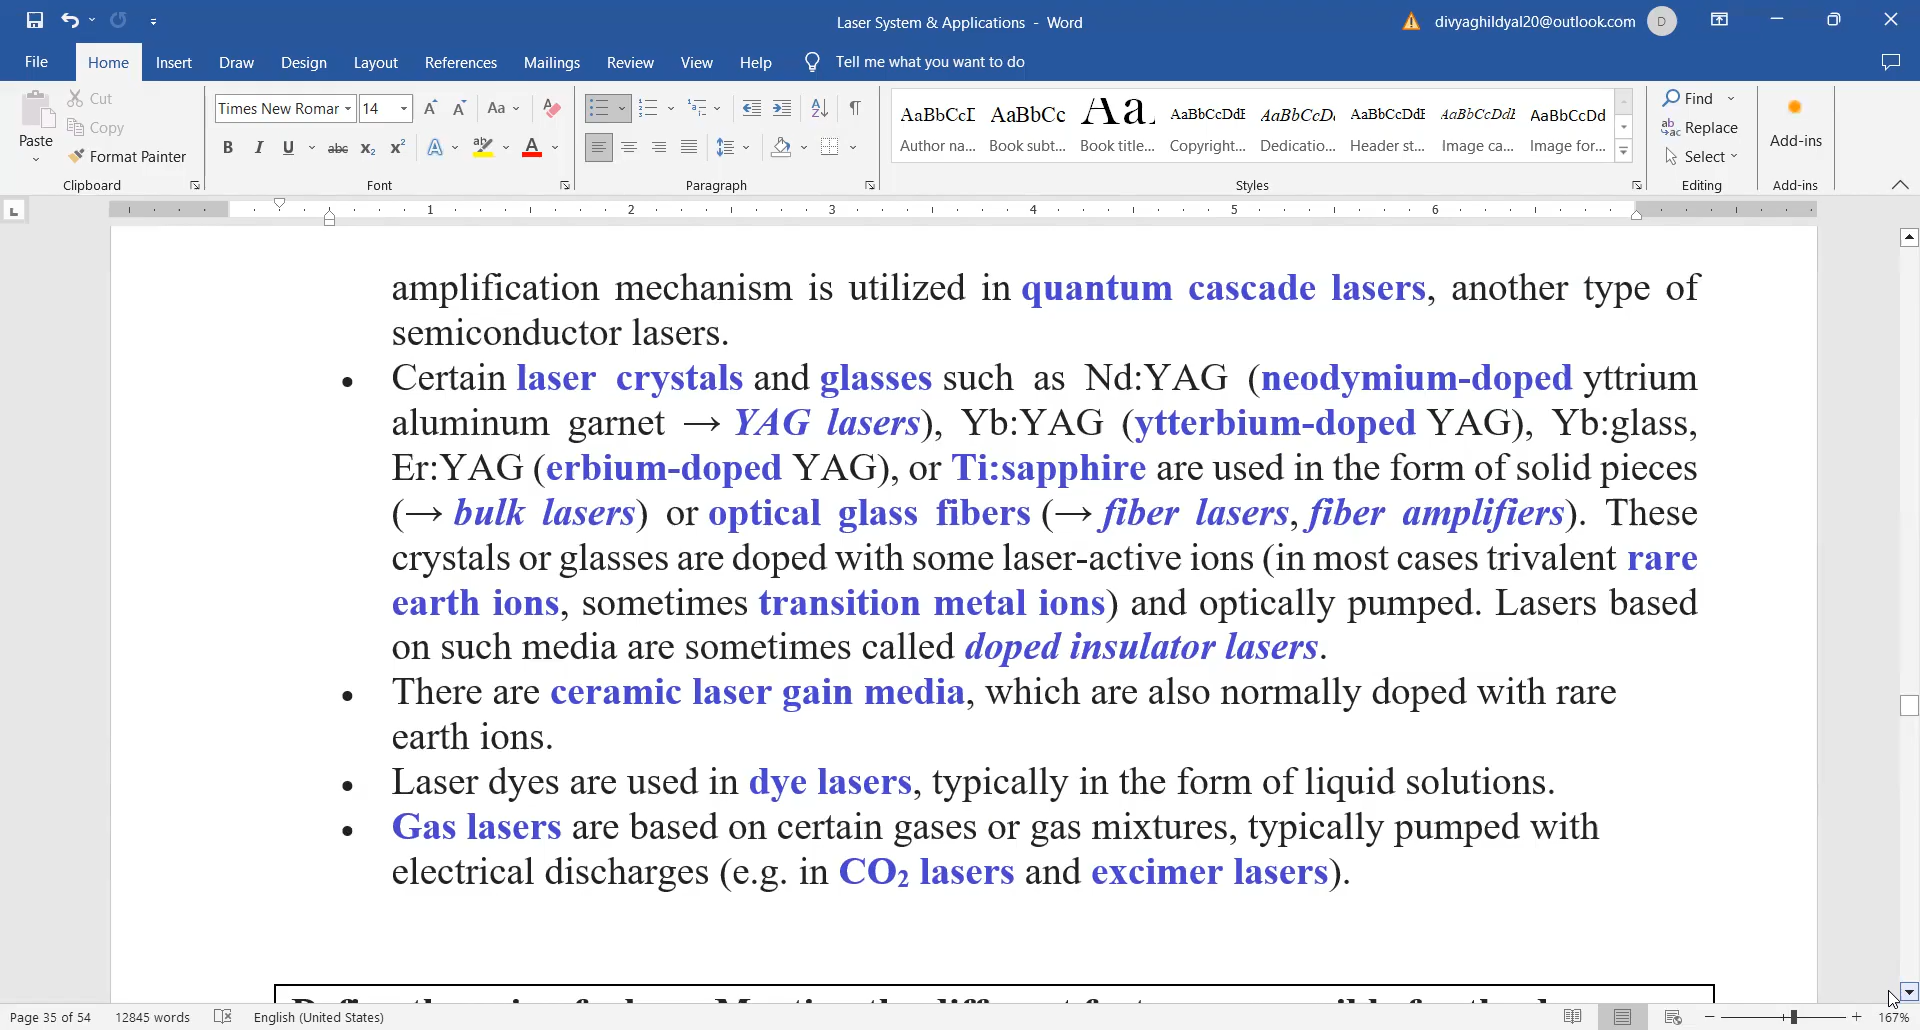 Laser System & Applications - Word
divyaghildyal20@outlook.com
D
File Home Insert Draw Design Layout References Mailings Review View Help Tell me what you want to do
Paste
Cut
Copy
Format Painter
Clipboard
Times New Romar 14
Font
Paragraph
AaBbCcI AaBbCc Aa. AaBbCcDdE AaBbCcD AaBbCcDdE AaBbCcDdE AaBbCcDd
Author na... Book subt... Book title... Copyright... Dedicatio... Header st... Image ca... Image for...
Styles
Find
Replace
Select
Editing
Add-ins
Add-ins
1 2 3 4 5 6
amplification mechanism is utilized in quantum cascade lasers, another type of
semiconductor lasers.
• Certain laser crystals and glasses such as Nd:YAG (neodymium-doped yttrium
aluminum garnet → YAG lasers), Yb:YAG (ytterbium-doped YAG), Yb:glass,
Er:YAG (erbium-doped YAG), or Ti:sapphire are used in the form of solid pieces
(→ bulk lasers) or optical glass fibers (→ fiber lasers, fiber amplifiers). These
crystals or glasses are doped with some laser-active ions (in most cases trivalent rare
earth ions, sometimes transition metal ions) and optically pumped. Lasers based
on such media are sometimes called doped insulator lasers.
• There are ceramic laser gain media, which are also normally doped with rare
earth ions.
• Laser dyes are used in dye lasers, typically in the form of liquid solutions.
• Gas lasers are based on certain gases or gas mixtures, typically pumped with
electrical discharges (e.g. in CO₂ lasers and excimer lasers).
Page 35 of 54 12845 words English (United States) 167%